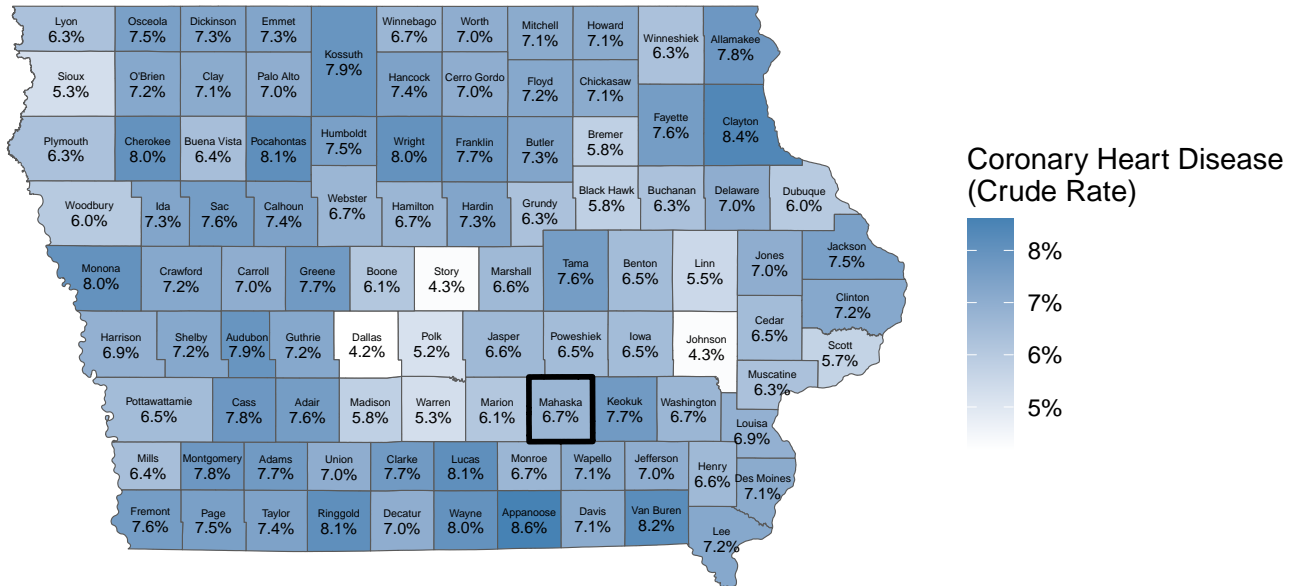 Lyon
6.3%
Osceola
7.5%
Dickinson
7.3%
Emmet
7.3%
Kossuth
7.9%
Winnebago
6.7%
Worth
7.0%
Mitchell
7.1%
Howard
7.1%
Winneshiek
6.3%
Allamakee
7.8%
Sioux
5.3%
O'Brien
7.2%
Clay
7.1%
Palo Alto
7.0%
Hancock
7.4%
Cerro Gordo
7.0%
Floyd
7.2%
Chickasaw
7.1%
Fayette
7.6%
Clayton
8.4%
Plymouth
6.3%
Cherokee
8.0%
Buena Vista
6.4%
Pocahontas
8.1%
Humboldt
7.5%
Wright
8.0%
Franklin
7.7%
Butler
7.3%
Bremer
5.8%
Woodbury
6.0%
Ida
7.3%
Sac
7.6%
Calhoun
7.4%
Webster
6.7%
Hamilton
6.7%
Hardin
7.3%
Grundy
6.3%
Black Hawk
5.8%
Buchanan
6.3%
Delaware
7.0%
Dubuque
6.0%
Monona
8.0%
Crawford
7.2%
Carroll
7.0%
Greene
7.7%
Boone
6.1%
Story
4.3%
Marshall
6.6%
Tama
7.6%
Benton
6.5%
Linn
5.5%
Jones
7.0%
Jackson
7.5%
Clinton
7.2%
Harrison
6.9%
Shelby
7.2%
Audubon
7.9%
Guthrie
7.2%
Dallas
4.2%
Polk
5.2%
Jasper
6.6%
Poweshiek
6.5%
Iowa
6.5%
Johnson
4.3%
Cedar
6.5%
Scott
5.7%
Muscatine
6.3%
Pottawattamie
6.5%
Cass
7.8%
Adair
7.6%
Madison
5.8%
Warren
5.3%
Marion
6.1%
Mahaska
6.7%
Keokuk
7.7%
Washington
6.7%
Louisa
6.9%
Mills
6.4%
Montgomery
7.8%
Adams
7.7%
Union
7.0%
Clarke
7.7%
Lucas
8.1%
Monroe
6.7%
Wapello
7.1%
Jefferson
7.0%
Henry
6.6%
Des Moines
7.1%
Fremont
7.6%
Page
7.5%
Taylor
7.4%
Ringgold
8.1%
Decatur
7.0%
Wayne
8.0%
Appanoose
8.6%
Davis
7.1%
Van Buren
8.2%
Lee
7.2%
Coronary Heart Disease
(Crude Rate)
8%
7%
6%
5%